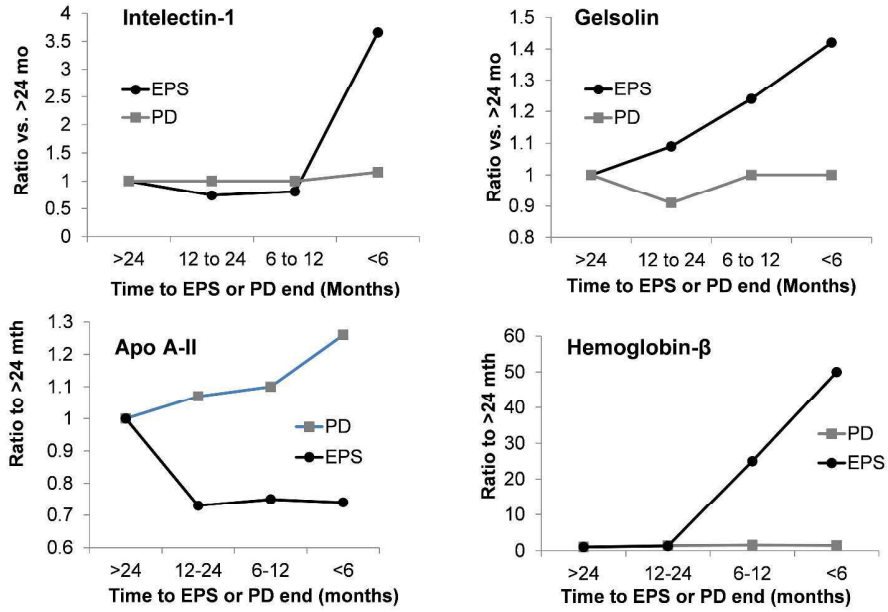 Intelectin-1
Ratio vs. >24 mo
4
3.5
3
2.5
2
1.5
1
0.5
0
EPS
PD
>24 12 to 24 6 to 12 <6
Time to EPS or PD end (Months)
Gelsolin
Ratio vs. >24 mo
1.5
1.4
1.3
1.2
1.1
1
0.9
0.8
EPS
PD
>24 12 to 24 6 to 12 <6
Time to EPS or PD end (Months)
Apo A-II
Ratio to >24 mth
1.3
1.2
1.1
1
0.9
0.8
0.7
0.6
PD
EPS
>24 12-24 6-12 <6
Time to EPS or PD end (months)
Hemoglobin-β
Ratio to >24 mth
60
50
40
30
20
10
0
PD
EPS
>24 12-24 6-12 <6
Time to EPS or PD end (months)